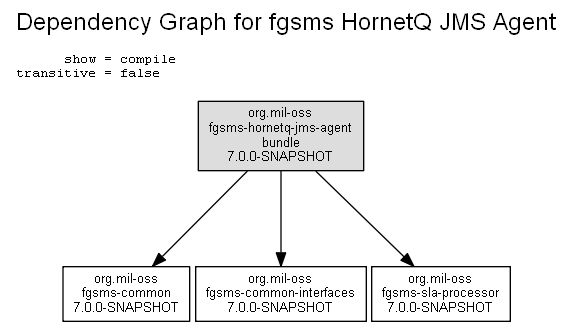 Dependency Graph for fgsms HornetQ JMS Agent
show = compile
transitive = false
org.mil-oss
fgsms-hornetq-jms-agent
bundle
7.0.0-SNAPSHOT
org.mil-oss
fgsms-common
7.0.0-SNAPSHOT
org.mil-oss
fgsms-common-interfaces
7.0.0-SNAPSHOT
org.mil-oss
fgsms-sla-processor
7.0.0-SNAPSHOT